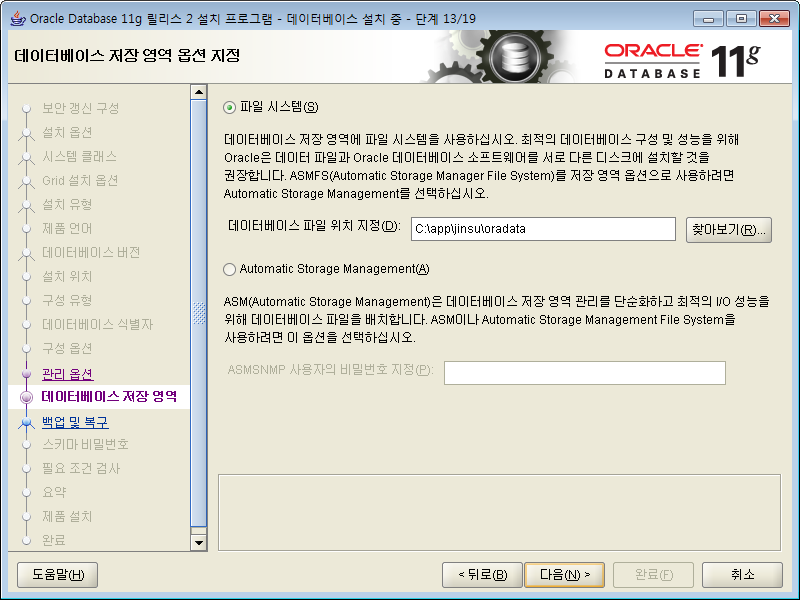 Oracle Database 11g 릴리스 2 설치 프로그램 - 데이터베이스 설치 중 - 단계 13/19
데이터베이스 저장 영역 옵션 지정
ORACLE
DATABASE 11g
보안 갱신 구성
설치 옵션
시스템 클래스
Grid 설치 옵션
설치 유형
제품 언어
데이터베이스 버전
설치 위치
구성 유형
데이터베이스 식별자
구성 옵션
관리 옵션
데이터베이스 저장 영역
백업 및 복구
스키마 비밀번호
필요 조건 검사
요약
제품 설치
완료
파일 시스템(S)
데이터베이스 저장 영역에 파일 시스템을 사용하십시오. 최적의 데이터베이스 구성 및 성능을 위해
Oracle은 데이터 파일과 Oracle 데이터베이스 소프트웨어를 서로 다른 디스크에 설치할 것을
권장합니다. ASMFS(Automatic Storage Manager File System)를 저장 영역 옵션으로 사용하려면
Automatic Storage Management를 선택하십시오.
데이터베이스 파일 위치 지정(D): C:\app\jinsu\oradata 찾아보기(R)...
Automatic Storage Management(A)
ASM(Automatic Storage Management)은 데이터베이스 저장 영역 관리를 단순화하고 최적의 I/O 성능을
위해 데이터베이스 파일을 배치합니다. ASM이나 Automatic Storage Management File System을
사용하려면 이 옵션을 선택하십시오.
ASMSNMP 사용자의 비밀번호 지정(P):
도움말(H) < 뒤로(B) 다음(N) > 완료(F) 취소